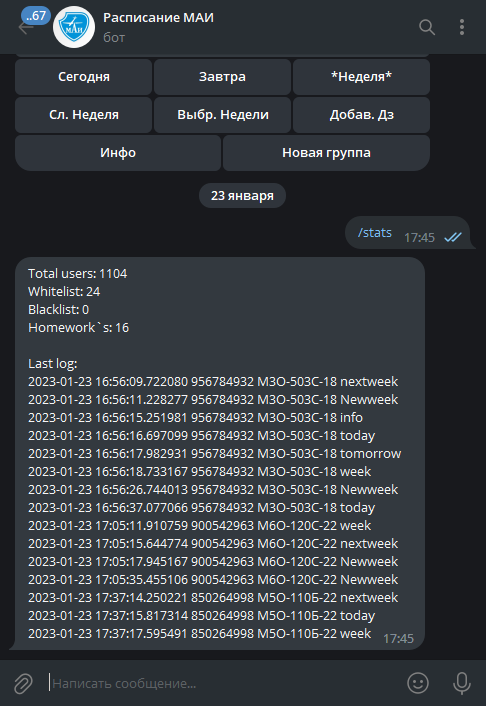 ..67
Расписание МАИ
бот
МАИ
Сегодня
Завтра
*Неделя*
Сл. Неделя
Выбр. Недели
Добав. Дз
Инфо
Новая группа
23 января
/stats
17:45
Total users: 1104
Whitelist: 24
Blacklist: 0
Homework`s: 16
Last log:
2023-01-23 16:56:09.722080 956784932 М3О-503С-18 nextweek
2023-01-23 16:56:11.228277 956784932 М3О-503С-18 Newweek
2023-01-23 16:56:15.251981 956784932 М3О-503С-18 info
2023-01-23 16:56:16.697099 956784932 М3О-503С-18 today
2023-01-23 16:56:17.982931 956784932 М3О-503С-18 tomorrow
2023-01-23 16:56:18.733167 956784932 М3О-503С-18 week
2023-01-23 16:56:26.744013 956784932 М3О-503С-18 Newweek
2023-01-23 16:56:37.077066 956784932 М3О-503С-18 today
2023-01-23 17:05:11.910759 900542963 М6О-120С-22 week
2023-01-23 17:05:15.644774 900542963 М6О-120С-22 nextweek
2023-01-23 17:05:17.945167 900542963 М6О-120С-22 Newweek
2023-01-23 17:05:35.455106 900542963 М6О-120С-22 Newweek
2023-01-23 17:37:14.250221 850264998 М5О-110Б-22 nextweek
2023-01-23 17:37:15.817314 850264998 М5О-110Б-22 today
2023-01-23 17:37:17.595491 850264998 М5О-110Б-22 week
17:45
Написать сообщение...